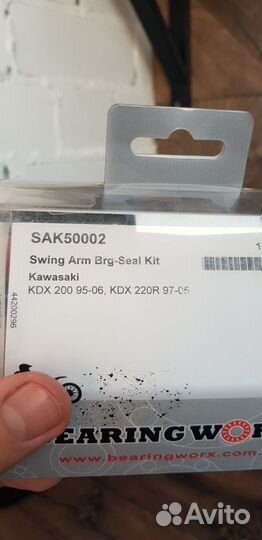 SAK50002
Swing Arm Brg-Seal Kit
Kawasaki
KDX 200 95-06, KDX 220R 97-05
44200296
BEARINGWOR
www.bearingworx.com
Avito